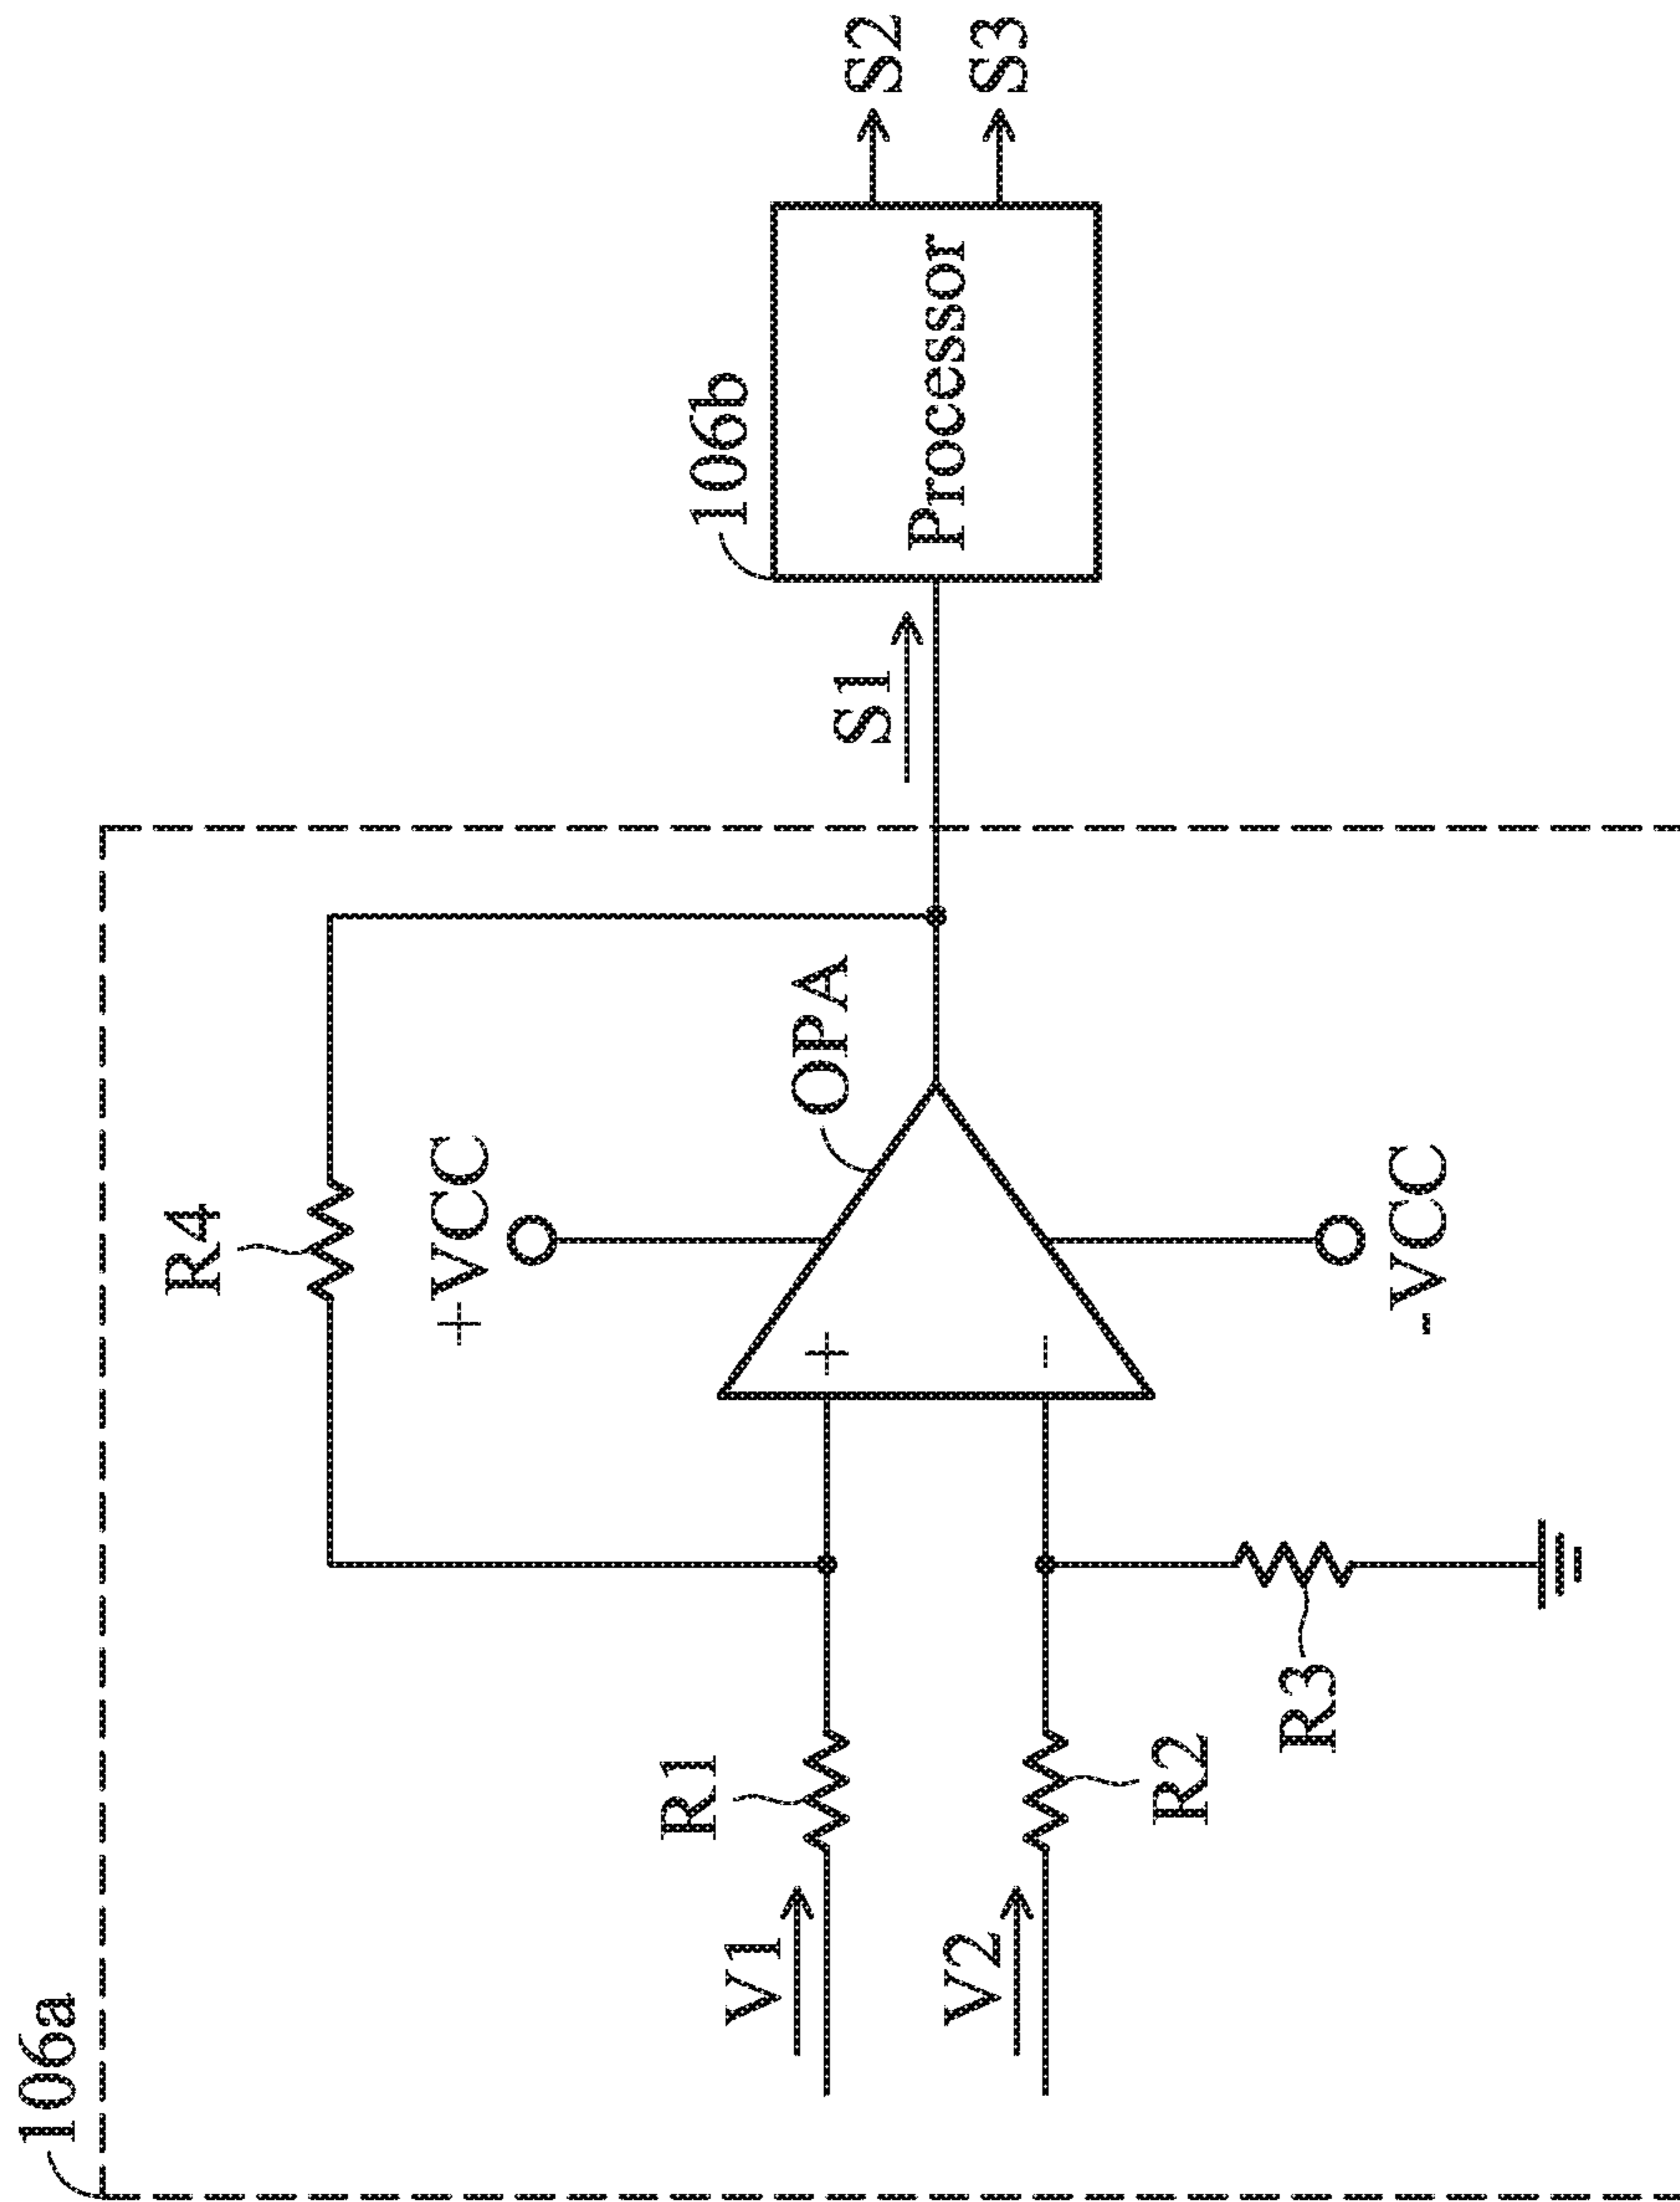 106a
R4
+VCC
OPA
S1
106b
Processor
S2
S3
+
-
V1
R1
V2
R2
R3
-VCC